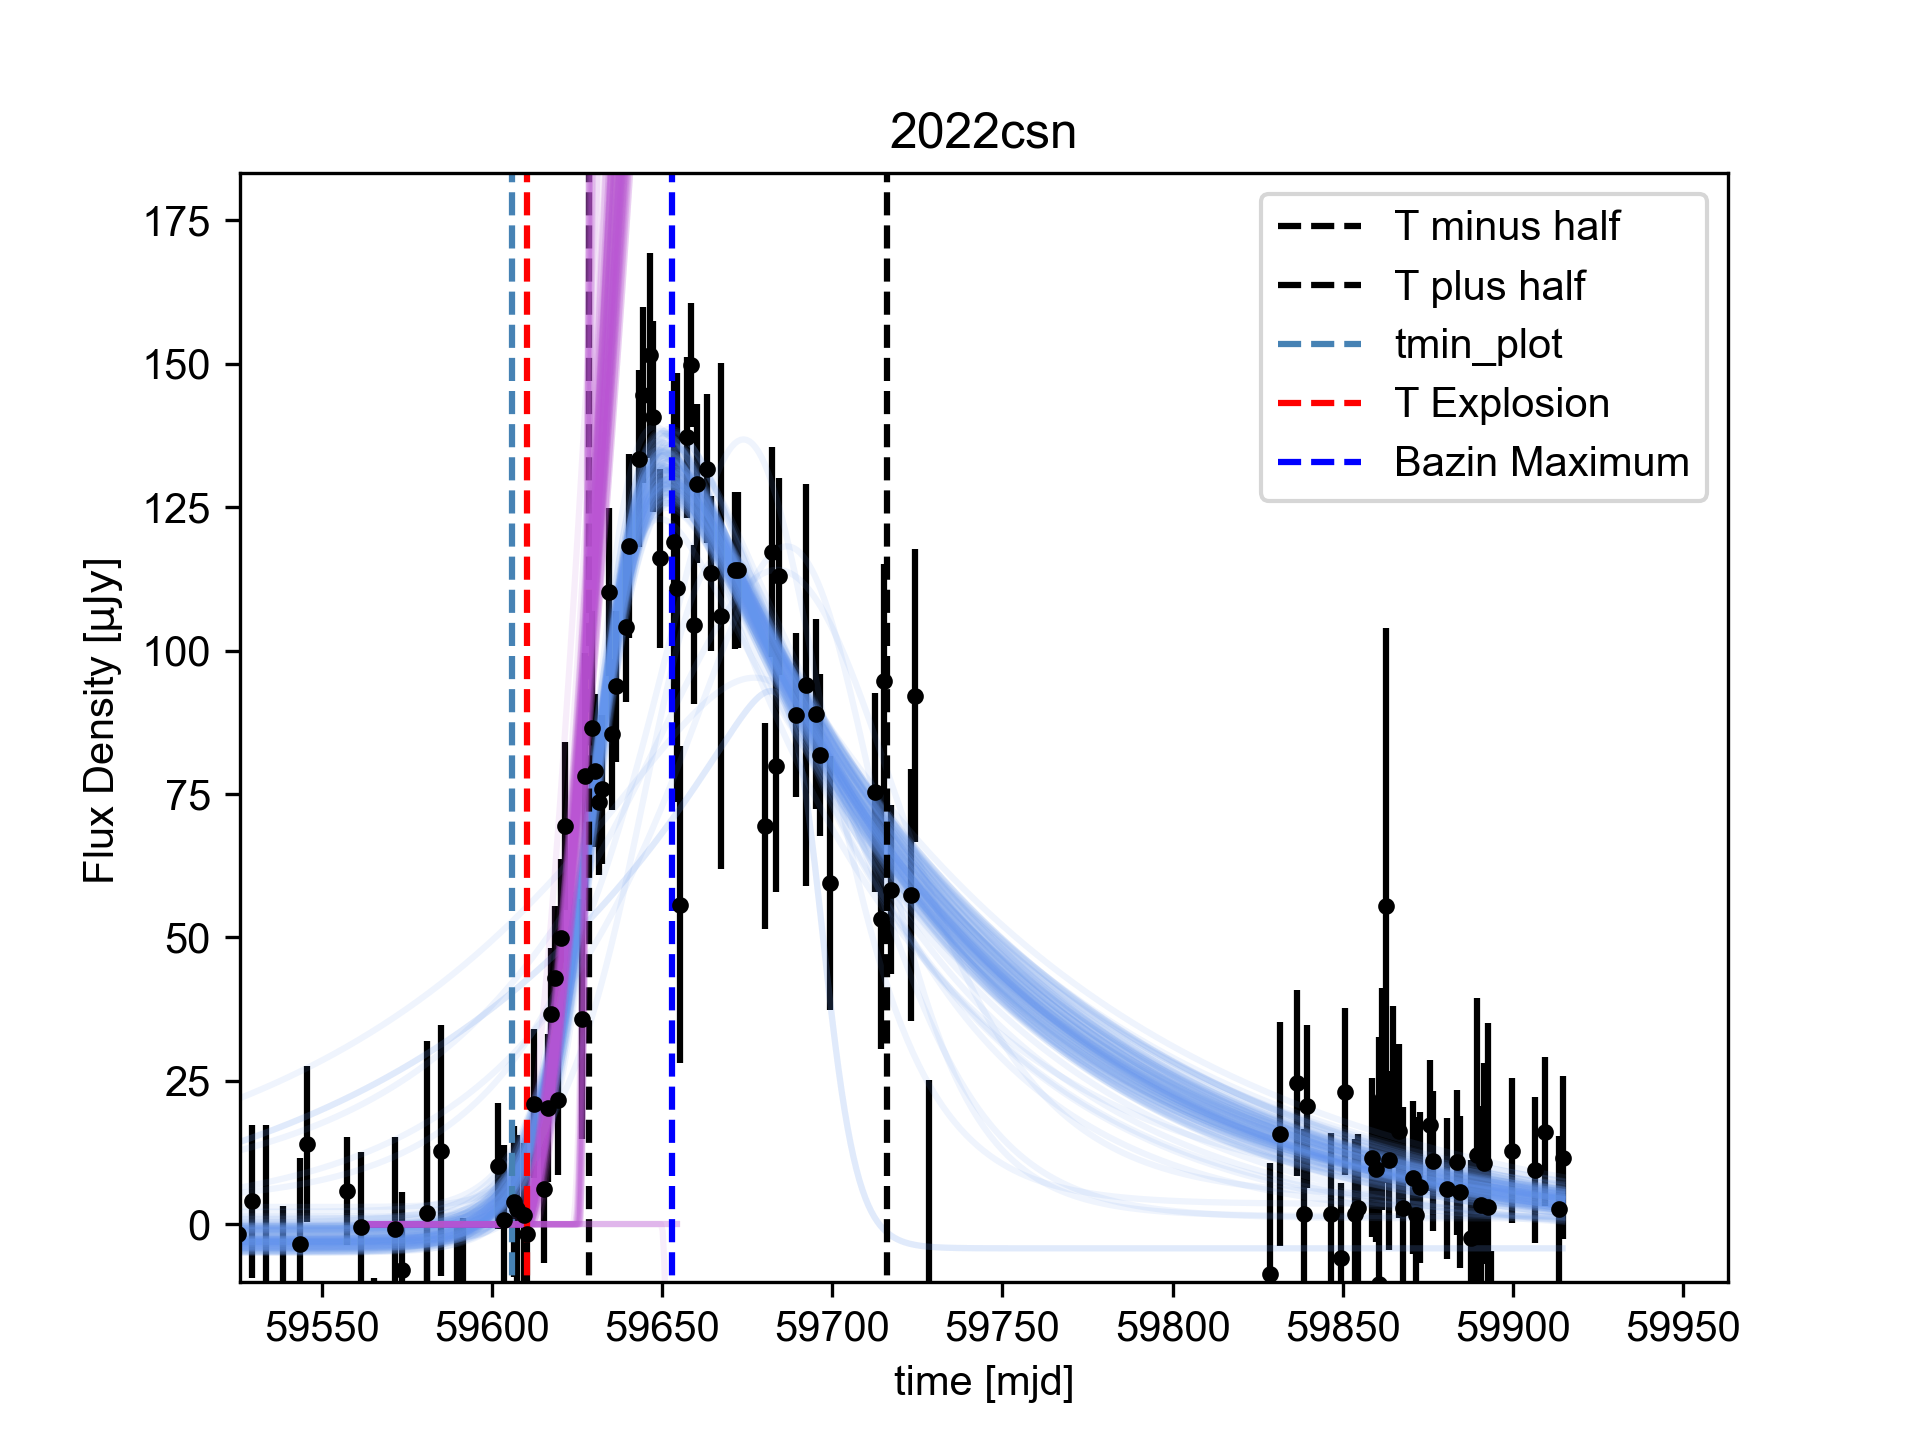 2022csn
175
150
125
100
75
50
25
0
Flux Density [µJy]
T minus half
T plus half
tmin_plot
T Explosion
Bazin Maximum
59550 59600 59650 59700 59750 59800 59850 59900 59950
time [mjd]